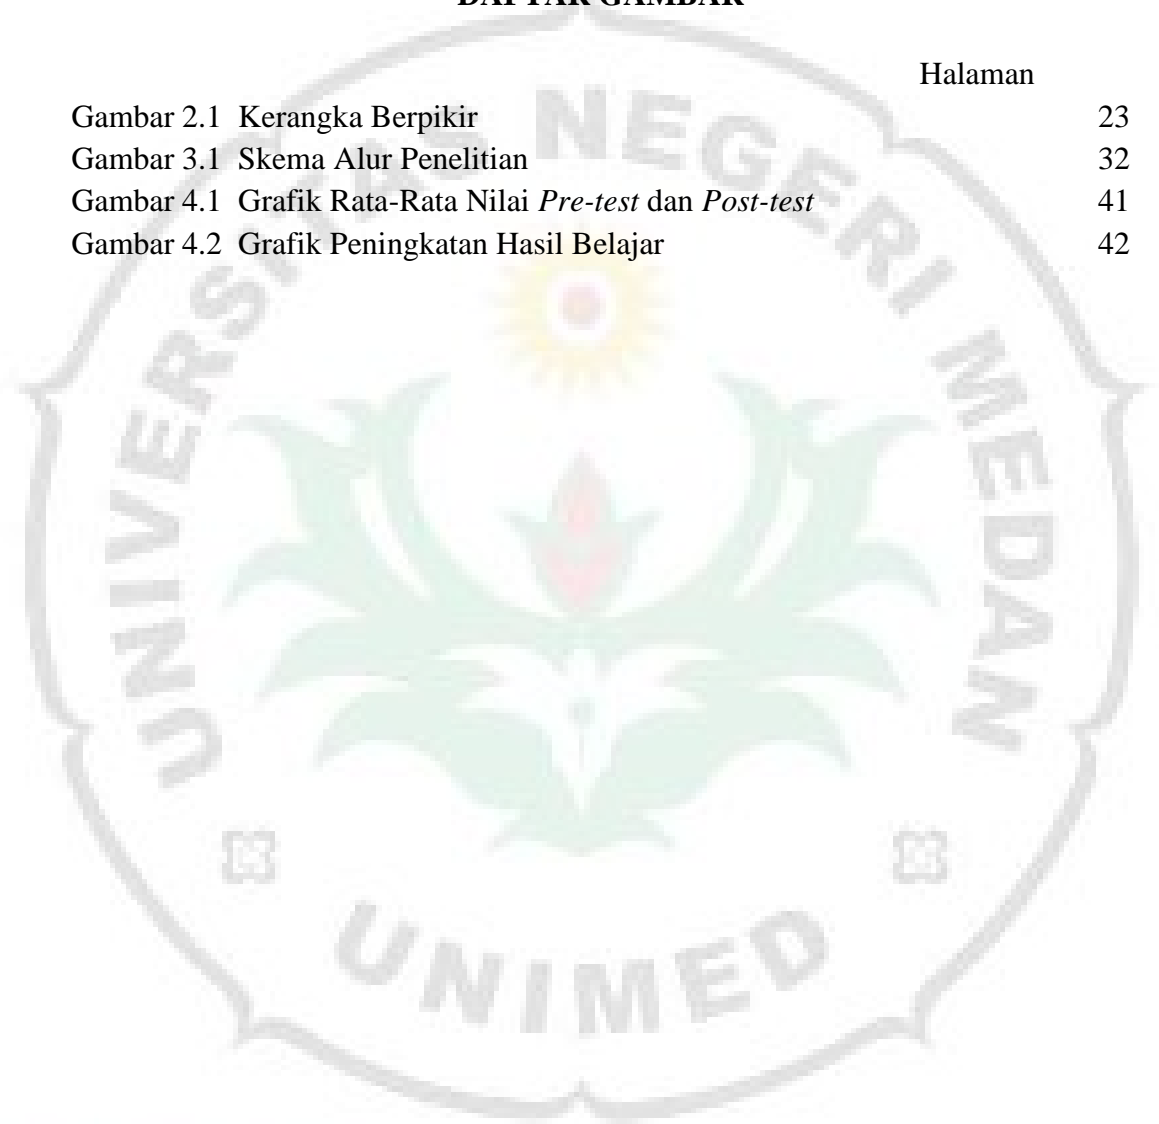 DAFTAR GAMBAR
Halaman
Gambar 2.1 Kerangka Berpikir 23
Gambar 3.1 Skema Alur Penelitian 32
Gambar 4.1 Grafik Rata-Rata Nilai Pre-test dan Post-test 41
Gambar 4.2 Grafik Peningkatan Hasil Belajar 42
UNIVERSITAS NEGERI MEDAN
UNIMED